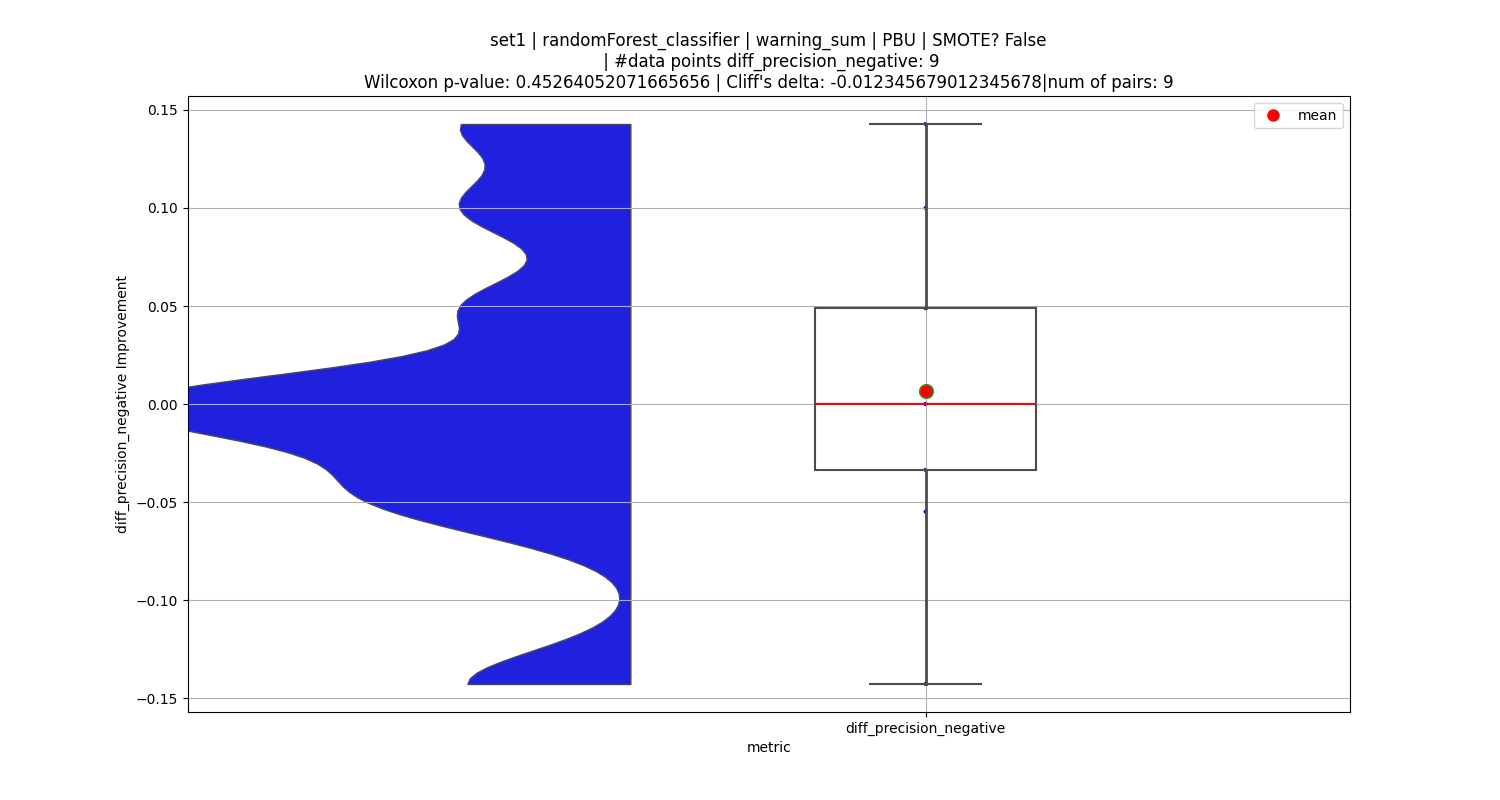 set1 | randomForest_classifier | warning_sum | PBU | SMOTE? False
| #data points diff_precision_negative: 9
Wilcoxon p-value: 0.45264052071665656 | Cliff's delta: -0.012345679012345678|num of pairs: 9
mean
0.15
0.10
0.05
0.00
−0.05
−0.10
−0.15
diff_precision_negative Improvement
diff_precision_negative
metric